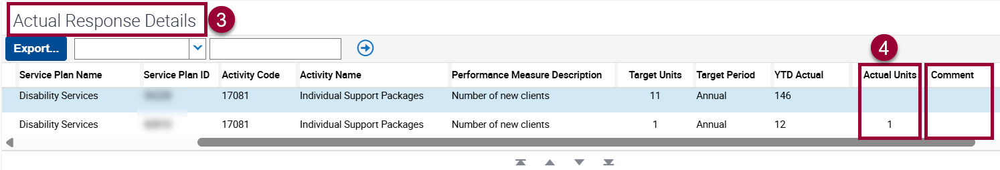 Actual Response Details 3
Export...
4
Service Plan Name Service Plan ID Activity Code Activity Name Performance Measure Description Target Units Target Period YTD Actual Actual Units Comment
Disability Services 17081 Individual Support Packages Number of new clients 11 Annual 146
Disability Services 17081 Individual Support Packages Number of new clients 1 Annual 12 1